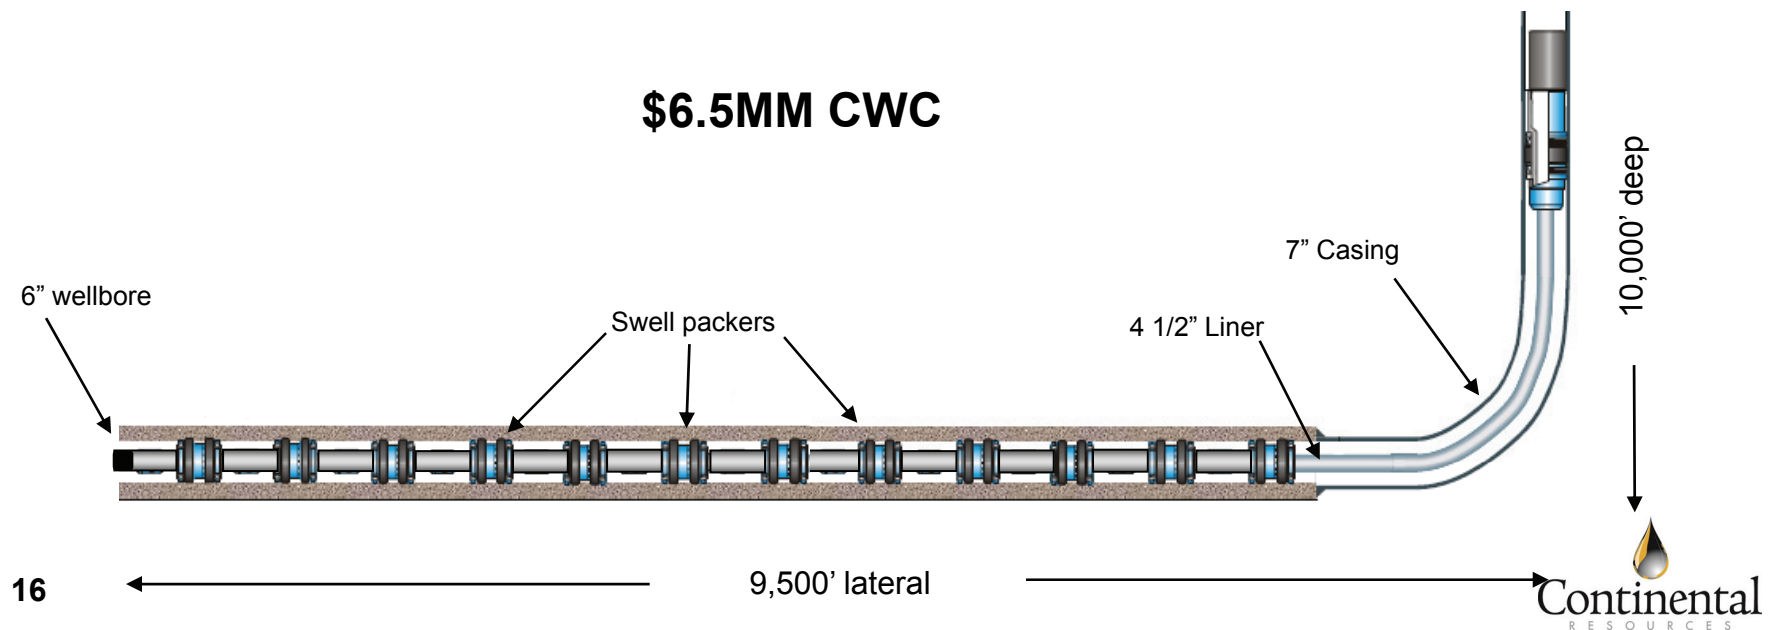 $6.5MM CWC
10,000’ deep
7” Casing
6” wellbore
Swell packers
4 1/2” Liner
9,500’ lateral
16
Continental
RESOURCES